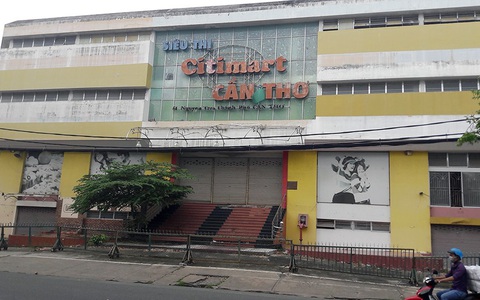 SIÊU THỊ
Citimart
CẦN THƠ